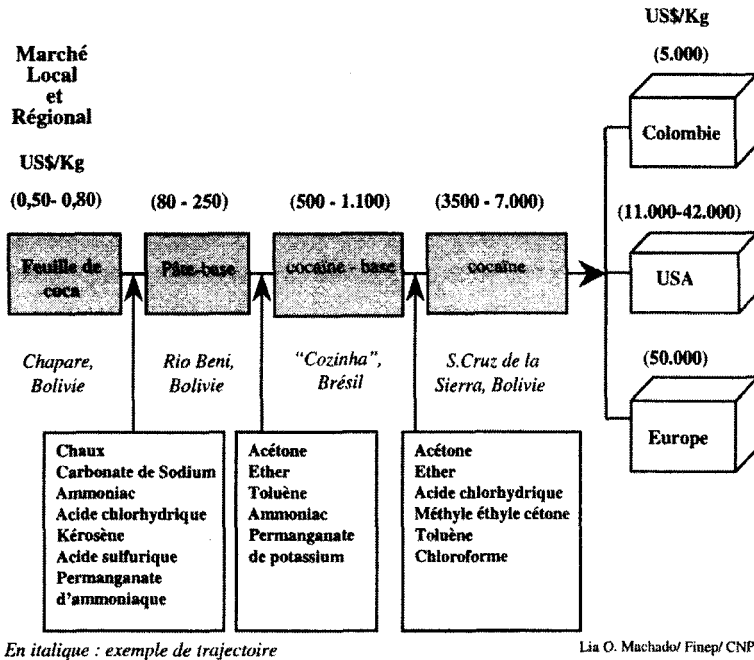 US$/Kg
Marché
Local
et
Régional
US$/Kg
(0,50- 0,80)
(80 - 250)
(500 - 1.100)
(3500 - 7.000)
(5.000)
Colombie
(11.000-42.000)
USA
(50.000)
Europe
Feuille de
coca
Pâte-base
cocaïne - base
cocaïne
Chapare,
Bolivie
Rio Beni,
Bolivie
“Cozinha”,
Brésil
S.Cruz de la
Sierra, Bolivie
Chaux
Carbonate de Sodium
Ammoniac
Acide chlorhydrique
Kérosène
Acide sulfurique
Permanganate
d'ammoniaque
Acétone
Ether
Toluène
Ammoniac
Permanganate
de potassium
Acétone
Ether
Acide chlorhydrique
Méthyle éthyle cétone
Toluène
Chloroforme
En italique : exemple de trajectoire
Lia O. Machado/ Finep/ CNP